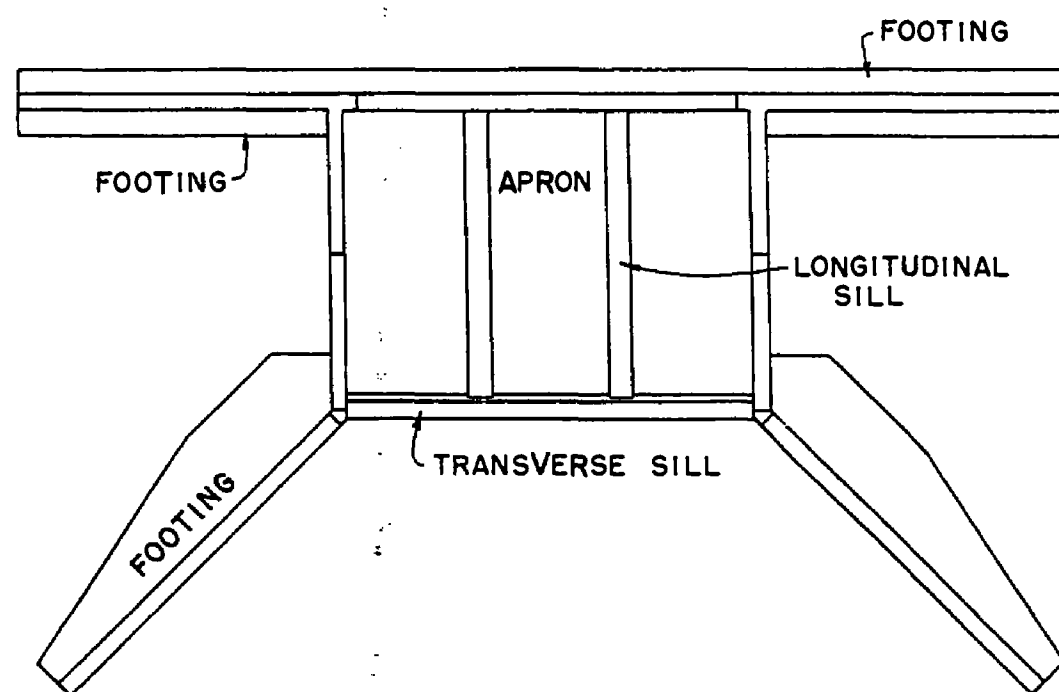 FOOTING
FOOTING
APRON
LONGITUDINAL
SILL
TRANSVERSE SILL
FOOTING